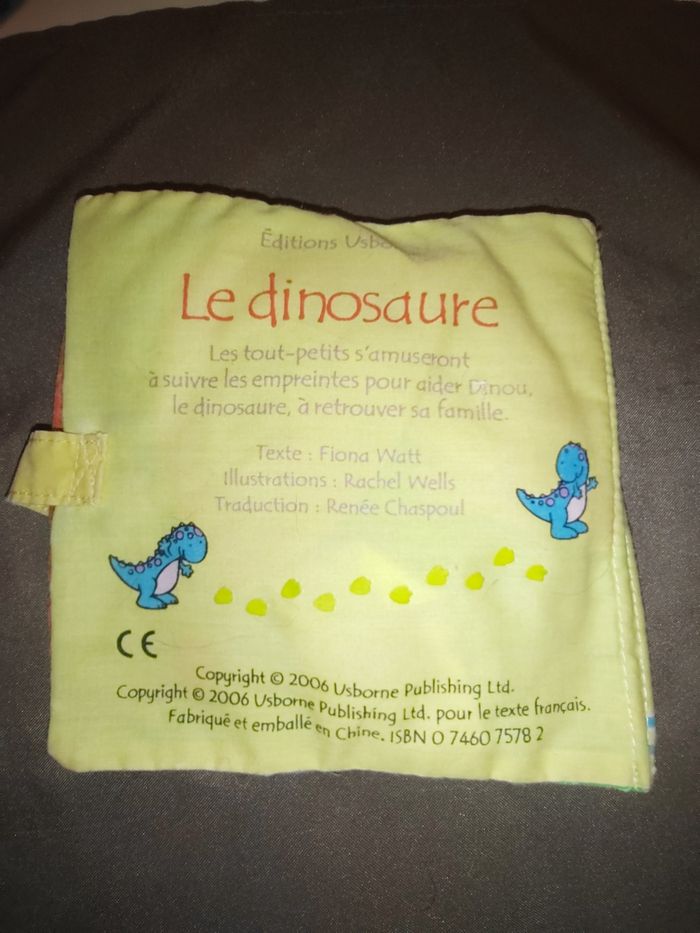 Éditions Usbo
Le dinosaure
Les tout-petits s'amuseront
à suivre les empreintes pour aider Dinou,
le dinosaure, à retrouver sa famille.
Texte : Fiona Watt
Illustrations : Rachel Wells
Traduction : Renée Chaspoul
CE
Copyright © 2006 Usborne Publishing Ltd.
Copyright © 2006 Usborne Publishing Ltd. pour le texte français.
Fabriqué et emballé en Chine. ISBN 0 7460 7578 2